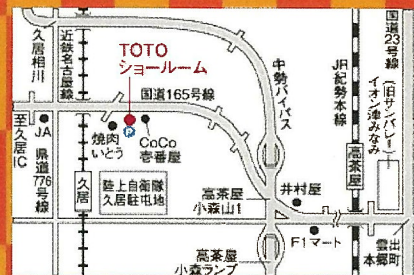 久居相川
近鉄名古屋線
TOTO
ショールーム
国道165号線
中勢バイパス
JR紀勢本線
国道23号線
(旧サンバレー)
イオン津みなみ
至久居IC
JA
県道776号線
焼肉
いとう
P
CoCo
壱番屋
久居
陸上自衛隊
久居駐屯地
高茶屋
高茶屋
小森山1
井村屋
F1マート
雲出
本郷町
高茶屋
小森ランプ